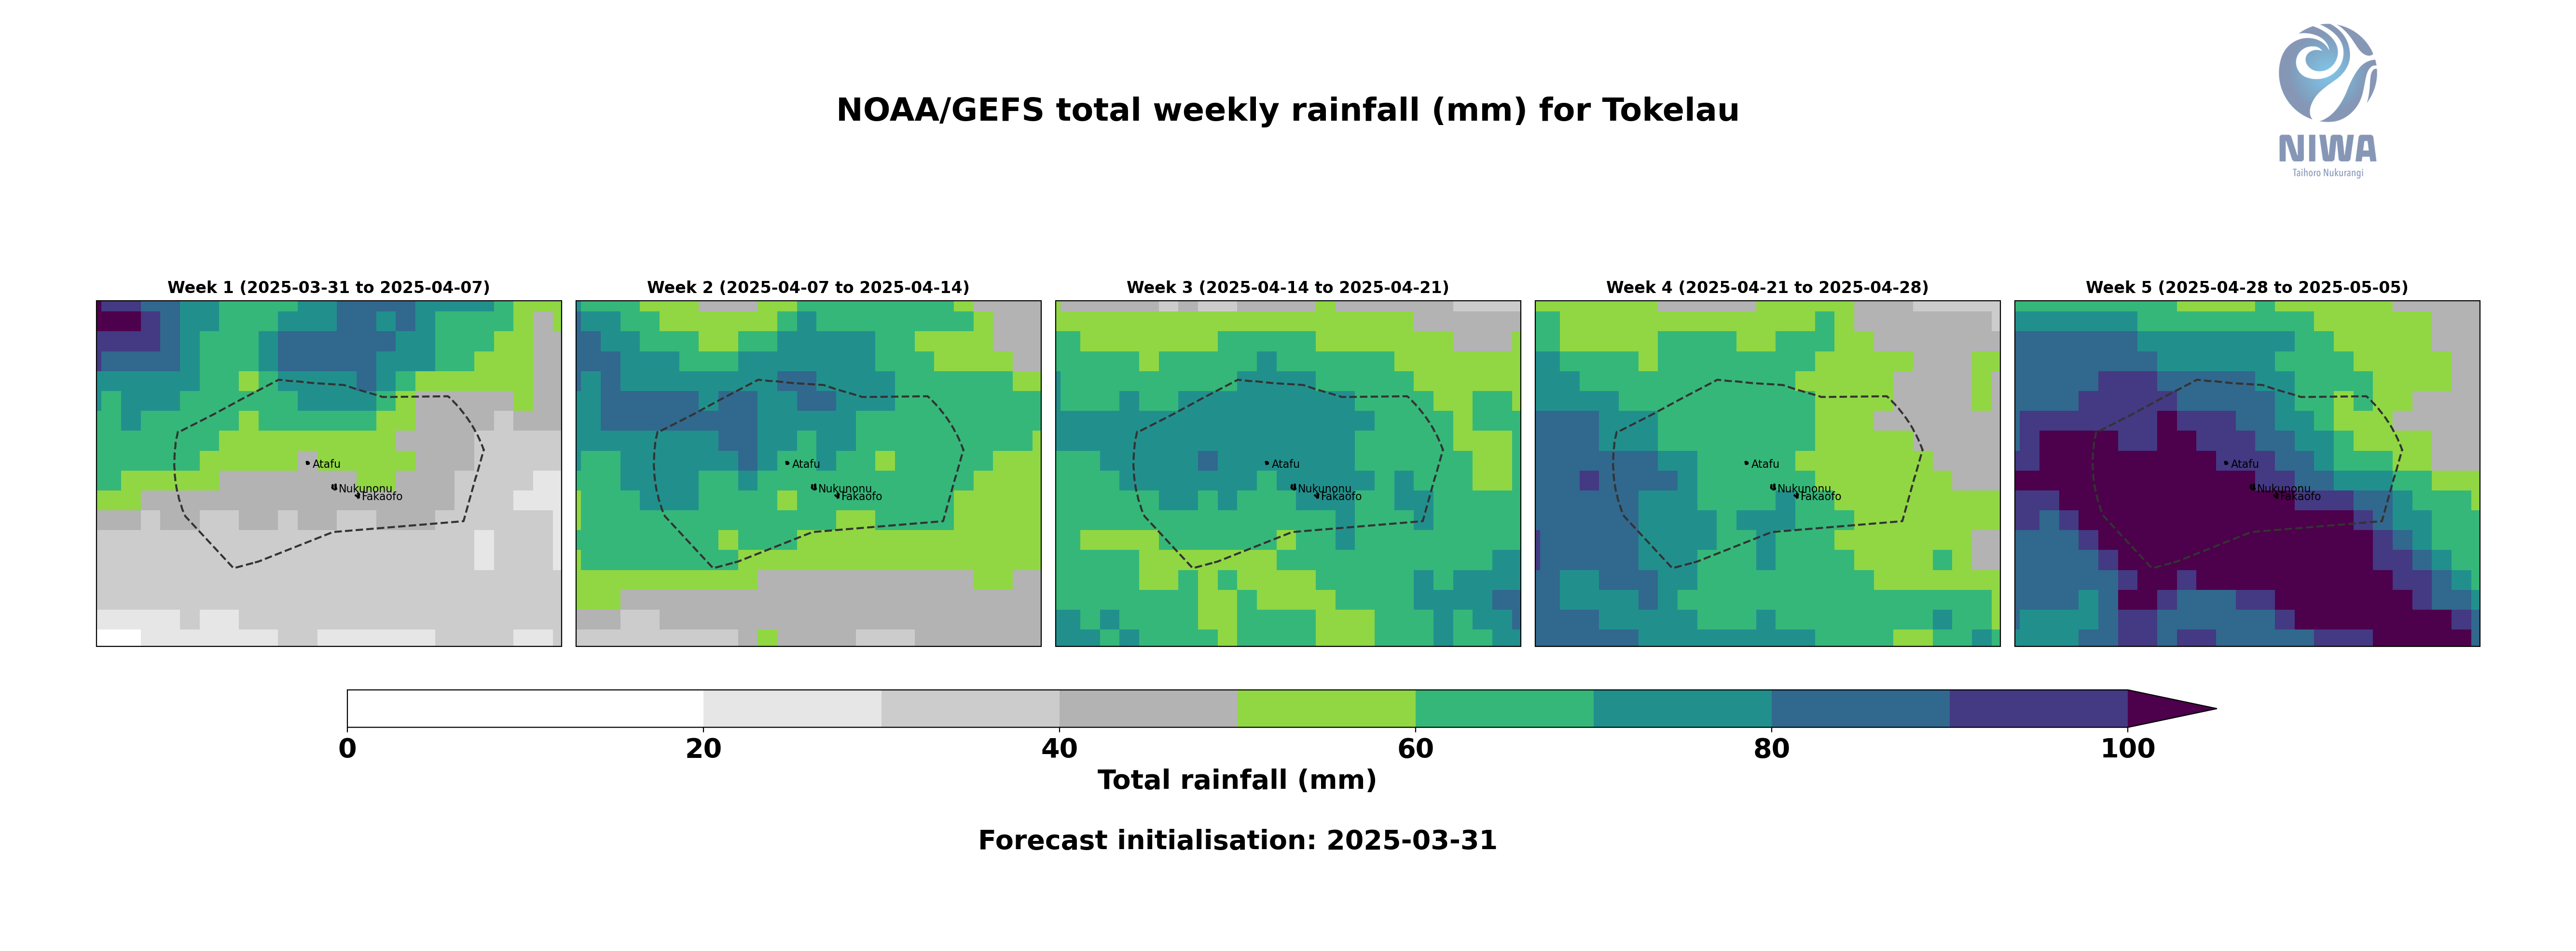 NOAA/GEFS total weekly rainfall (mm) for Tokelau
NIWA
Taihoro Nukurangi
Week 1 (2025-03-31 to 2025-04-07)
Week 2 (2025-04-07 to 2025-04-14)
Week 3 (2025-04-14 to 2025-04-21)
Week 4 (2025-04-21 to 2025-04-28)
Week 5 (2025-04-28 to 2025-05-05)
Atafu
Nukunonu
Fakaofo
Atafu
Nukunonu
Fakaofo
Atafu
Nukunonu
Fakaofo
Atafu
Nukunonu
Fakaofo
Atafu
Nukunonu
Fakaofo
0 20 40 60 80 100
Total rainfall (mm)
Forecast initialisation: 2025-03-31